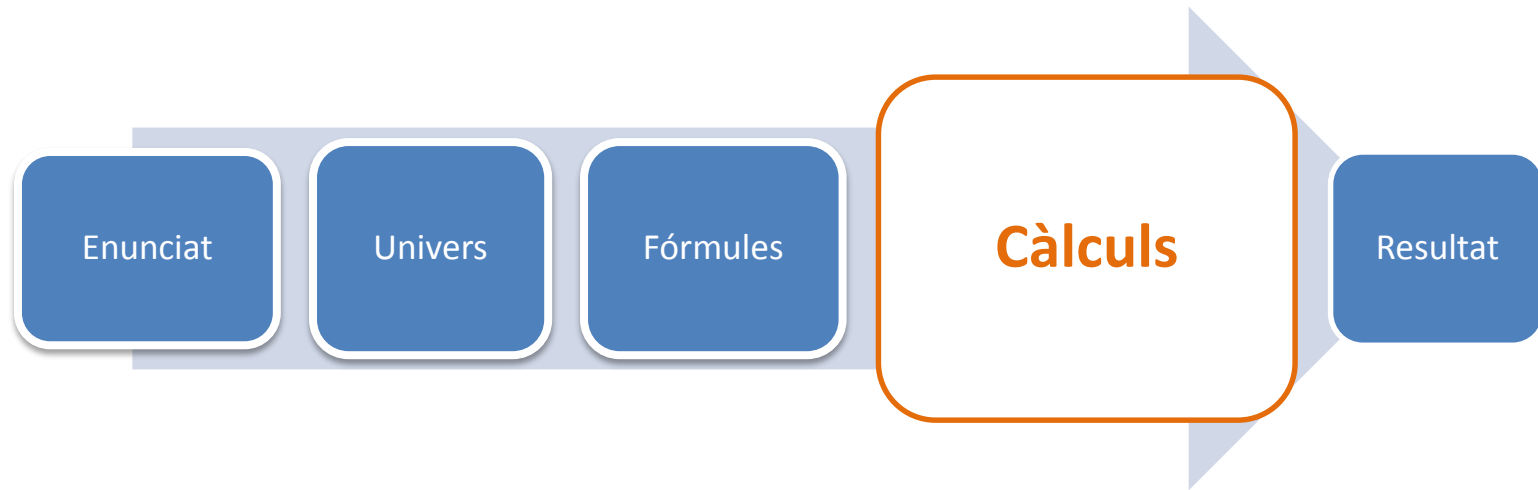 Enunciat
Univers
Fórmules
Càlculs
Resultat